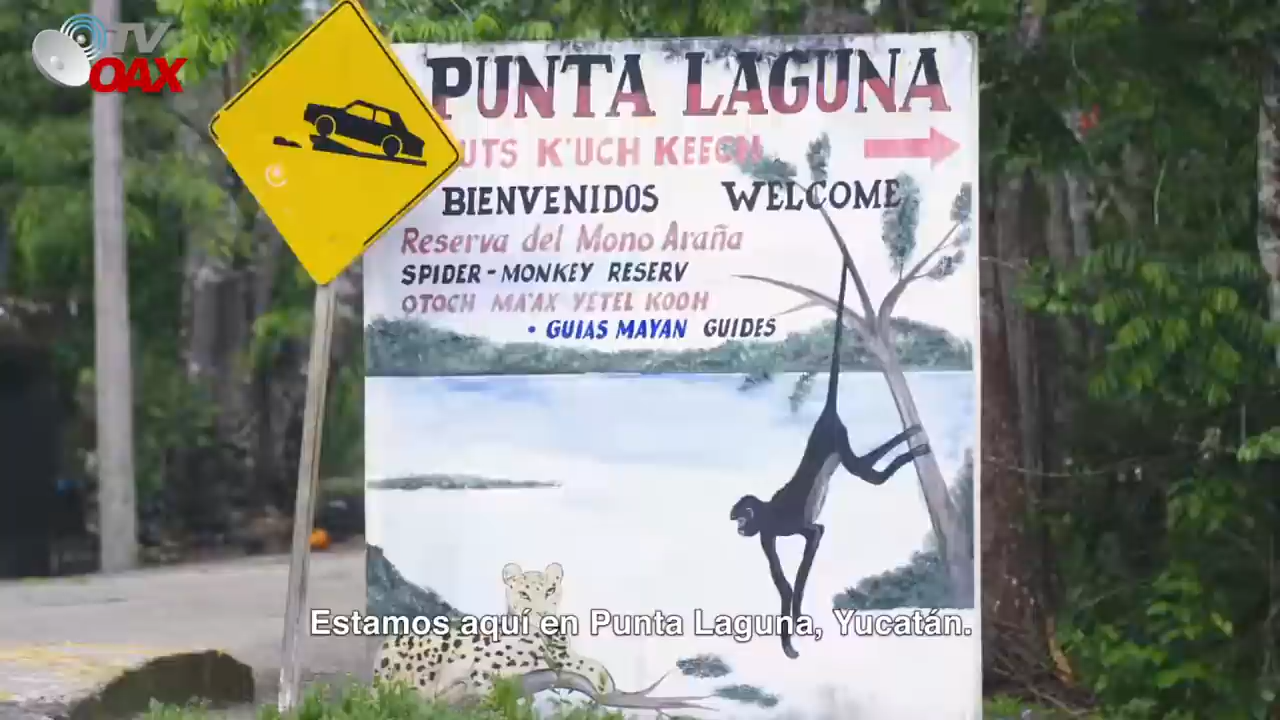 TV
OAX
PUNTA LAGUNA
UTS K'UCH KEECH
BIENVENIDOS WELCOME
Reserva del Mono Araña
SPIDER-MONKEY RESERV
OTOCH MA'AX YETEL KOOH
• GUIAS MAYAN GUIDES
Estamos aquí en Punta Laguna, Yucatán.